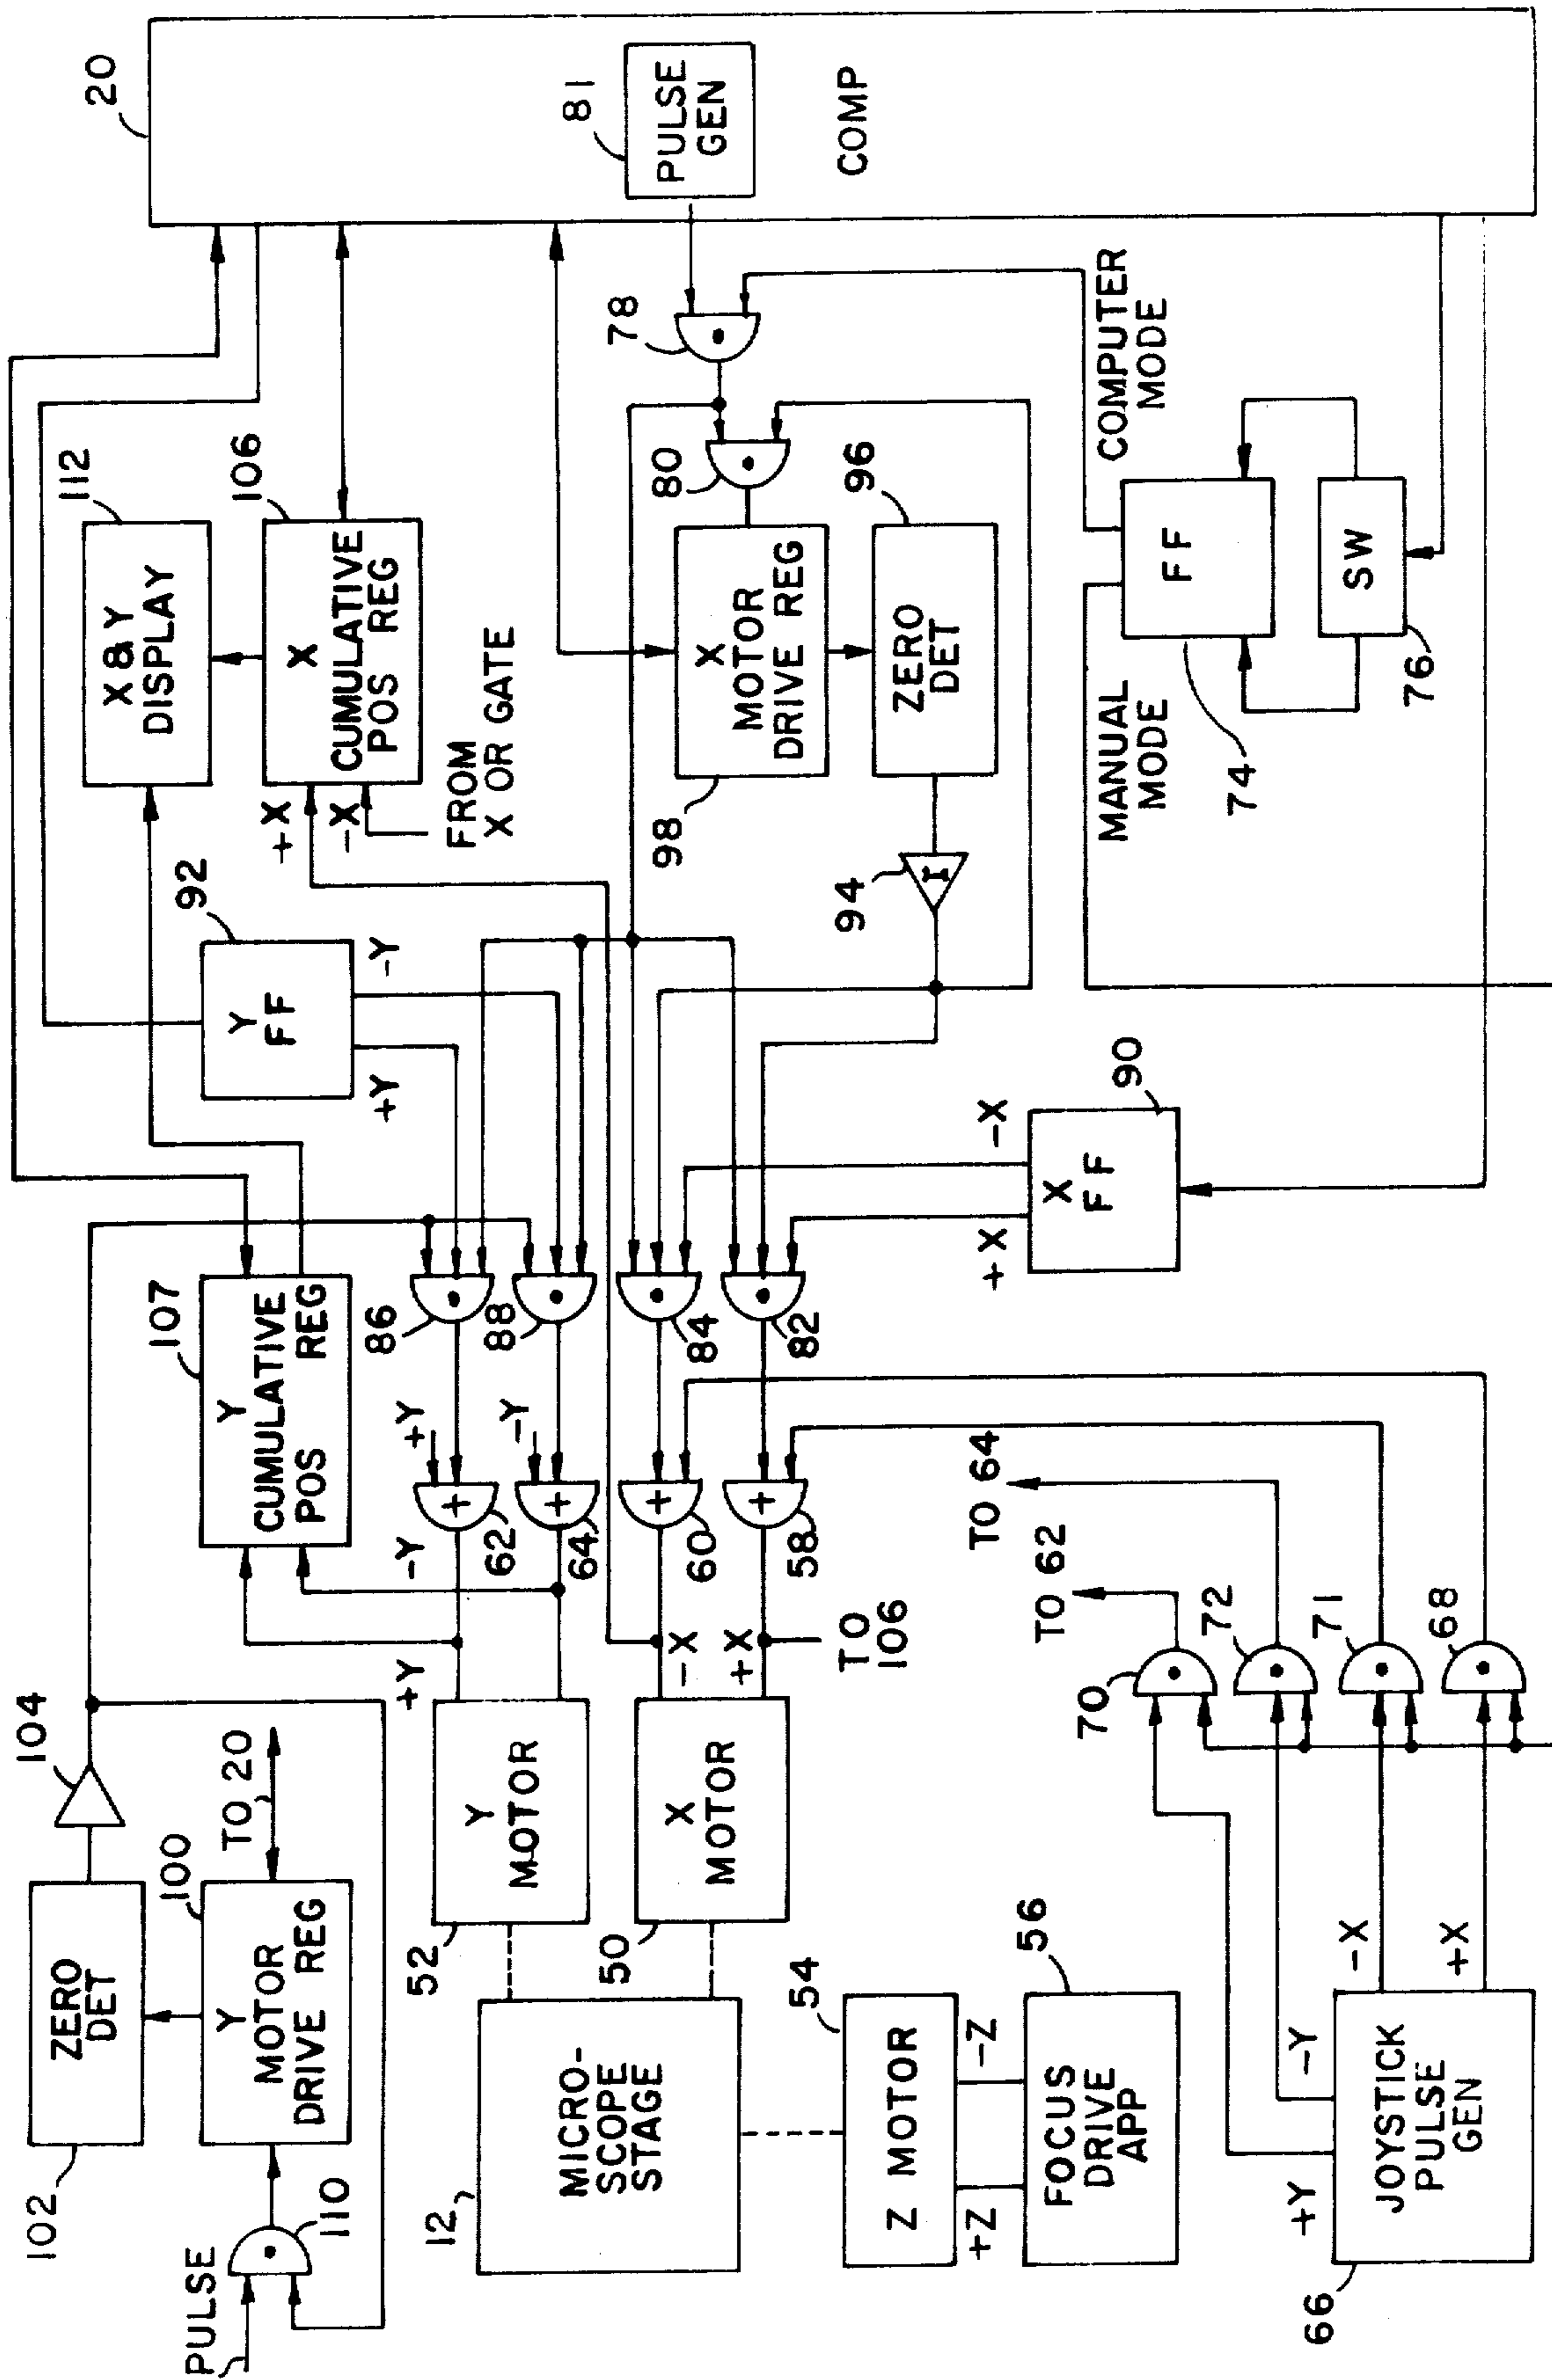 20
PULSE
GEN
81
COMP
78
80
112
X & Y
DISPLAY
106
X
CUMULATIVE
POS REG
+X
-X
FROM
X OR GATE
98
X
MOTOR
DRIVE REG
96
ZERO
DET
94
I
COMPUTER
MODE
MANUAL
MODE
FF
74
SW
76
92
Y
FF
+Y
-Y
90
X
FF
+X
-X
107
Y
CUMULATIVE
POS REG
86
88
84
82
+Y
-Y
-Y
62
64
60
58
+Y
-X
+X
TO
106
104
TO 20
100
Y
MOTOR
DRIVE REG
ZERO
DET
102
PULSE
110
Y
MOTOR
52
X
MOTOR
50
MICRO-
SCOPE
STAGE
12
54
Z MOTOR
+Z
-Z
56
FOCUS
DRIVE
APP
TO 62
TO 64
70
72
71
68
+Y
-Y
-X
+X
JOYSTICK
PULSE
GEN
66